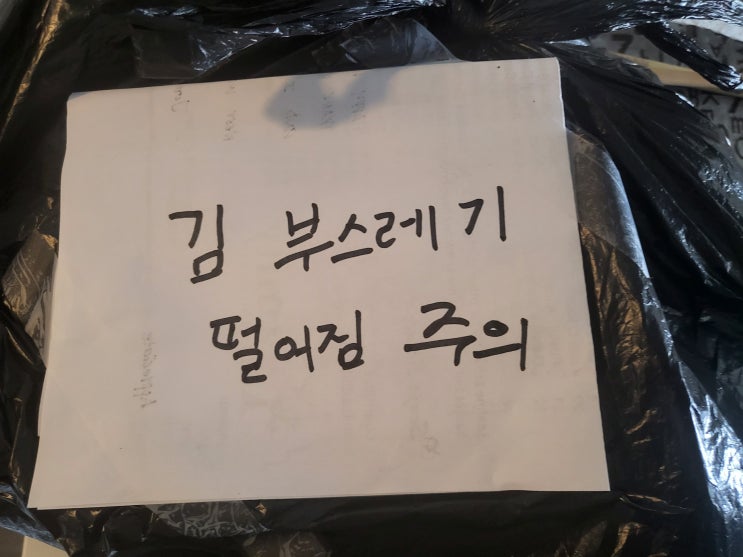 김 부스레기
떨어짐 주의